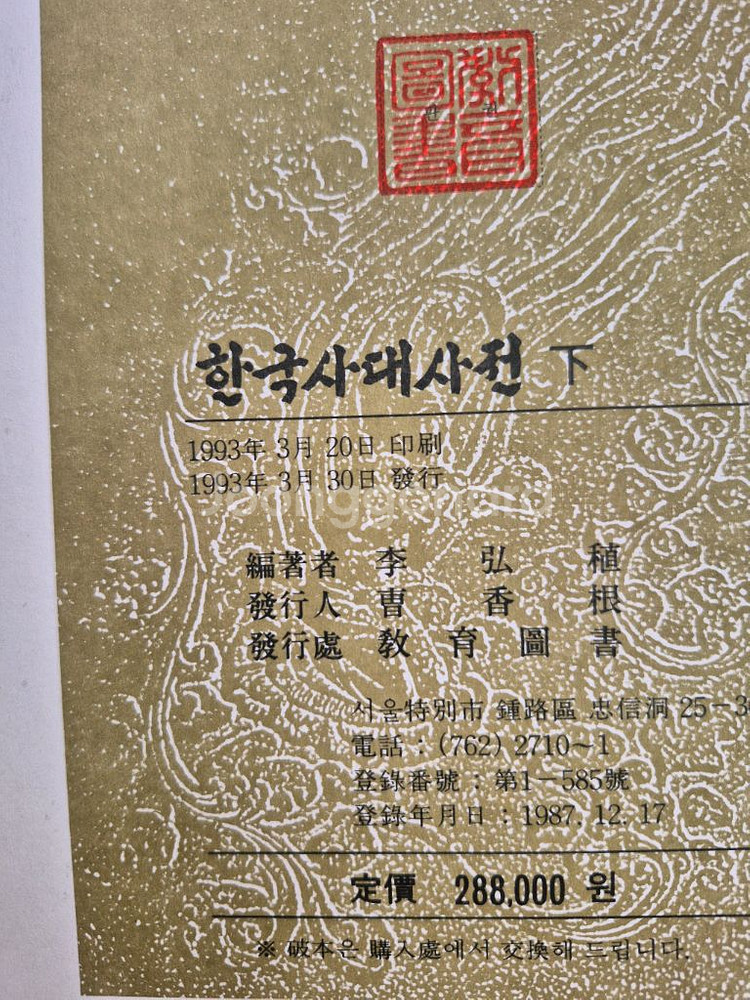 教育
圖書
한국사대사전 下
1993年 3月 20日 印刷
1993年 3月 30日 發行
編著者 李 弘 稙
發行人 曺 香 根
發行處 教 育 圖 書
서울特別市 鍾路區 忠信洞 25－3
電話 : (762) 2710～1
登錄番號 : 第1－585號
登錄年月日 : 1987. 12. 17
定價 288,000 원
※ 破本은 購入處에서 交換해 드립니다.